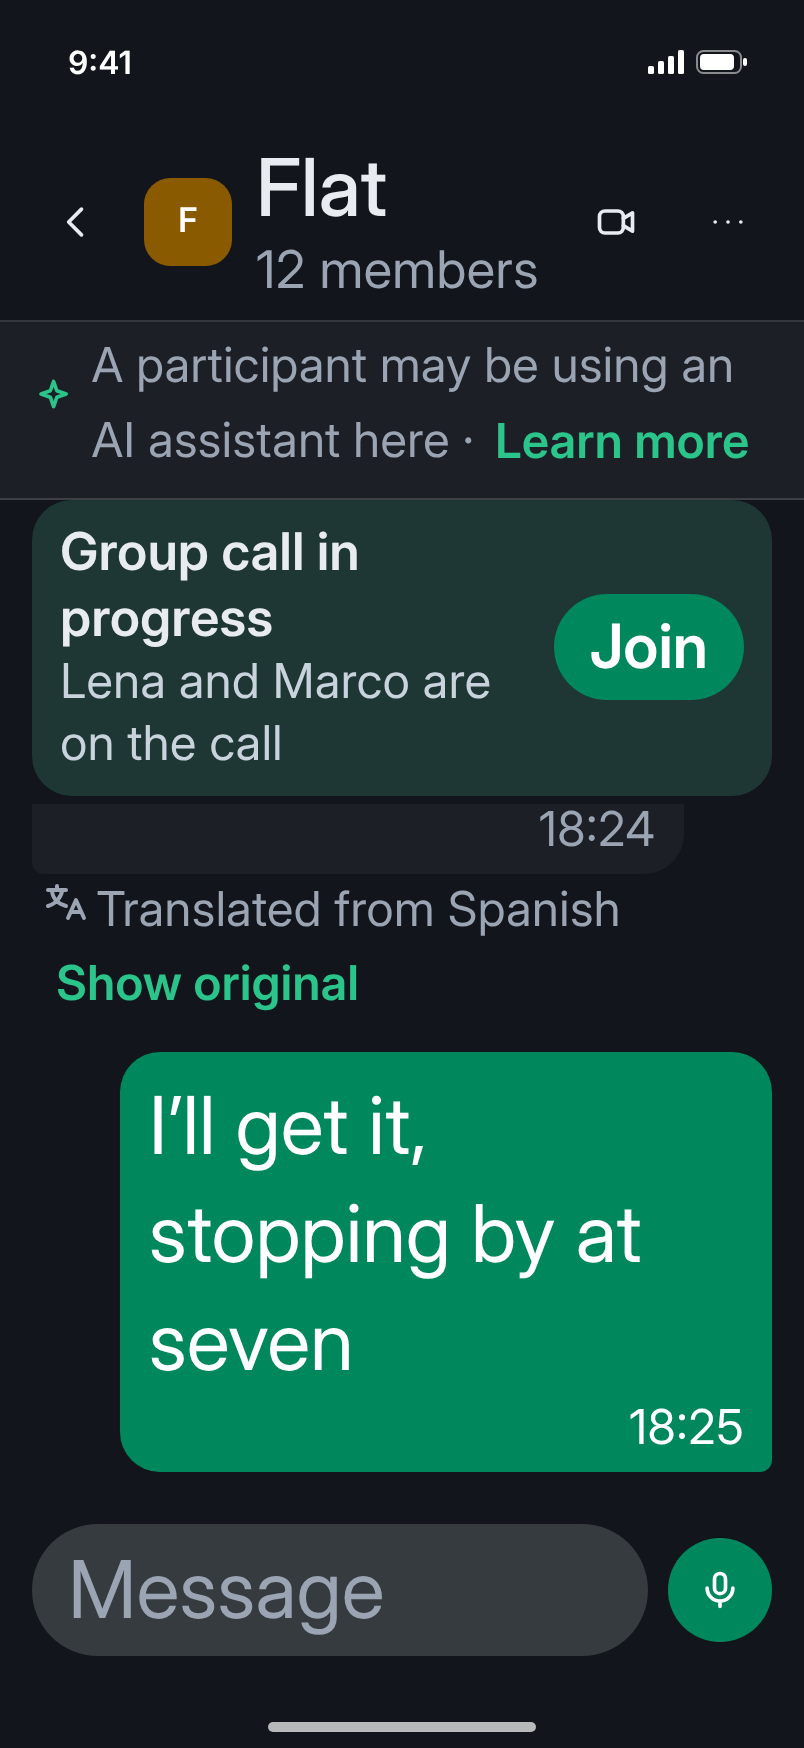 9:41
F
Flat
12 members
A participant may be using an
AI assistant here · Learn more
Group call in
progress
Lena and Marco are
on the call
Join
18:24
Translated from Spanish
Show original
I’ll get it,
stopping by at
seven
18:25
Message